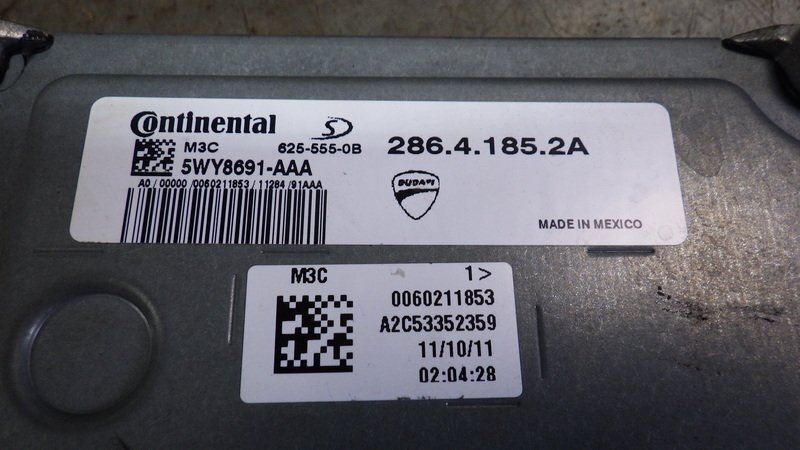 Continental
M3C 625-555-0B
5WY8691-AAA
A0 / 00000 / 0060211853 / 11284 / 91AAA
286.4.185.2A
MADE IN MEXICO
M3C 1>
0060211853
A2C53352359
11/10/11
02:04:28